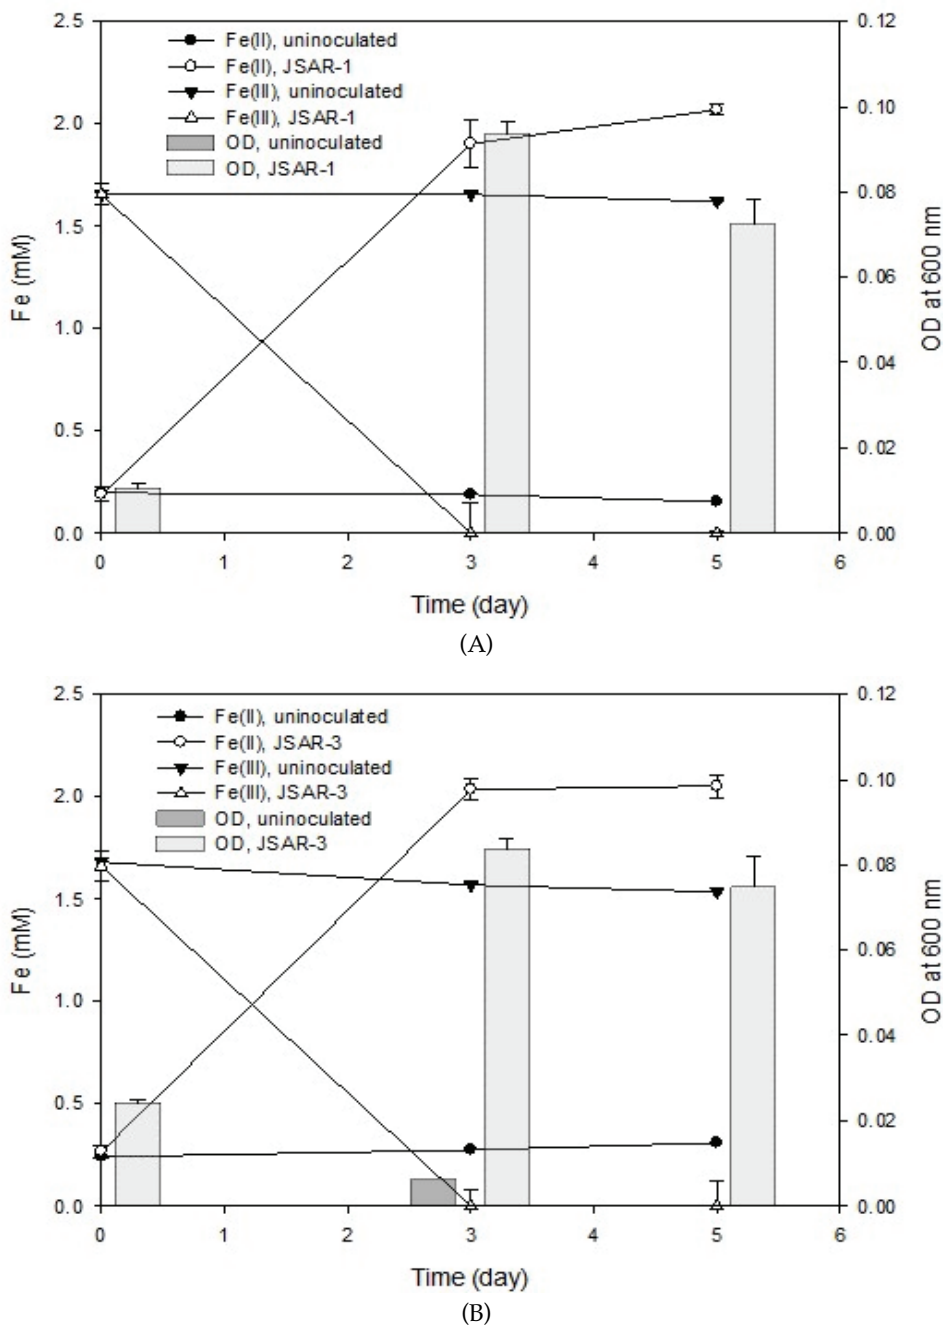 2.5
0.12
Fe(II), uninoculated
Fe(II), JSAR-1
Fe(III), uninoculated
Fe(III), JSAR-1
OD, uninoculated
OD, JSAR-1
2.0
0.10
1.5
0.08
1.0
0.06
0.5
0.04
0.0
0.02
0.00
Fe (mM)
OD at 600 nm
0 1 2 3 4 5 6
Time (day)
(A)
2.5
0.12
Fe(II), uninoculated
Fe(II), JSAR-3
Fe(III), uninoculated
Fe(III), JSAR-3
OD, uninoculated
OD, JSAR-3
2.0
0.10
1.5
0.08
1.0
0.06
0.5
0.04
0.0
0.02
0.00
Fe (mM)
OD at 600 nm
0 1 2 3 4 5 6
Time (day)
(B)